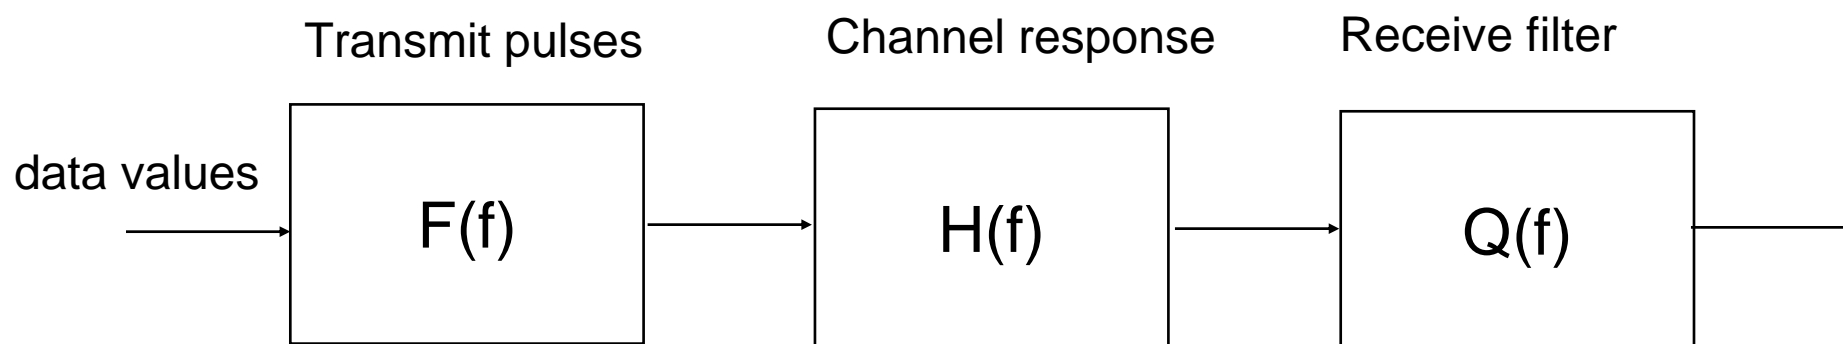 Transmit pulses
Channel response
Receive filter
data values
F(f)
H(f)
Q(f)